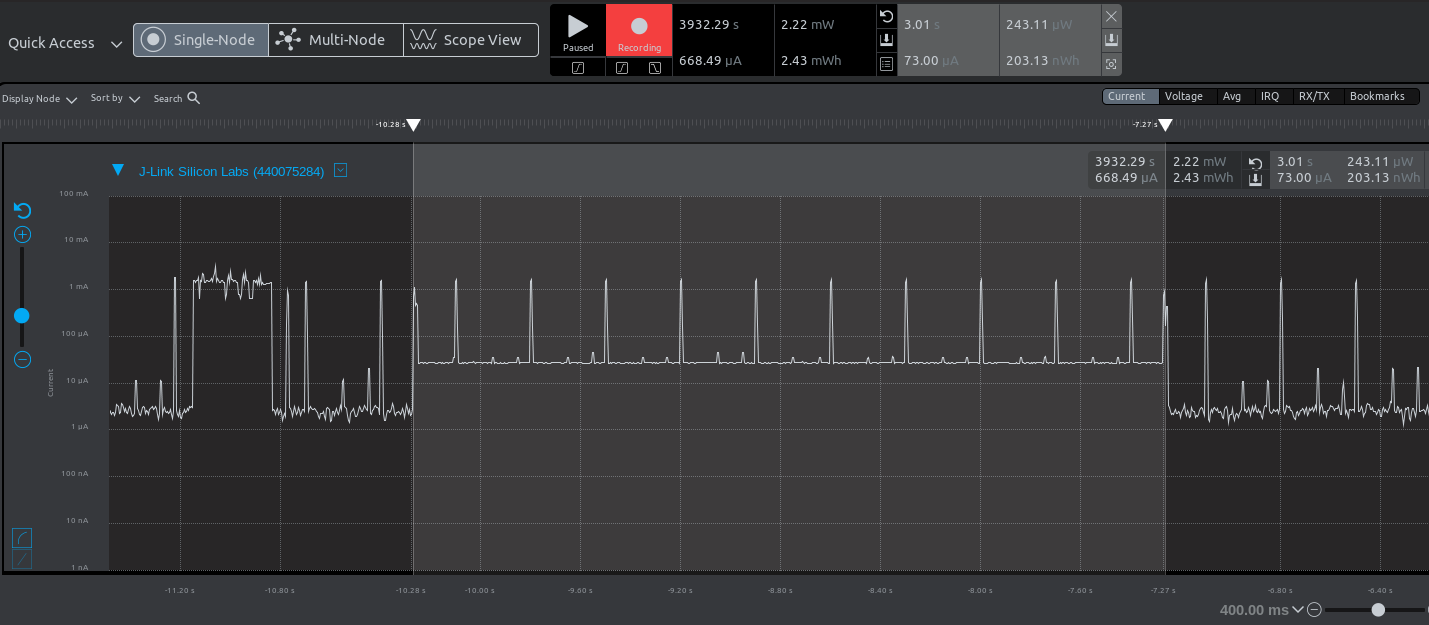 Quick Access
Single-Node
Multi-Node
Scope View
Paused
Recording
3932.29 s
668.49 µA
2.22 mW
2.43 mWh
3.01 s
73.00 µA
243.11 µW
203.13 nWh
Display Node
Sort by
Search
Current
Voltage
Avg
IRQ
RX/TX
Bookmarks
-10.28 s
-7.27 s
J-Link Silicon Labs (440075284)
3932.29 s
668.49 µA
2.22 mW
2.43 mWh
3.01 s
73.00 µA
243.11 µW
203.13 nWh
100 mA
10 mA
1 mA
100 µA
10 µA
1 µA
100 nA
10 nA
1 nA
Current
-11.20 s
-10.80 s
-10.28 s
-10.00 s
-9.60 s
-9.20 s
-8.80 s
-8.40 s
-8.00 s
-7.60 s
-7.27 s
-6.80 s
-6.40 s
400.00 ms